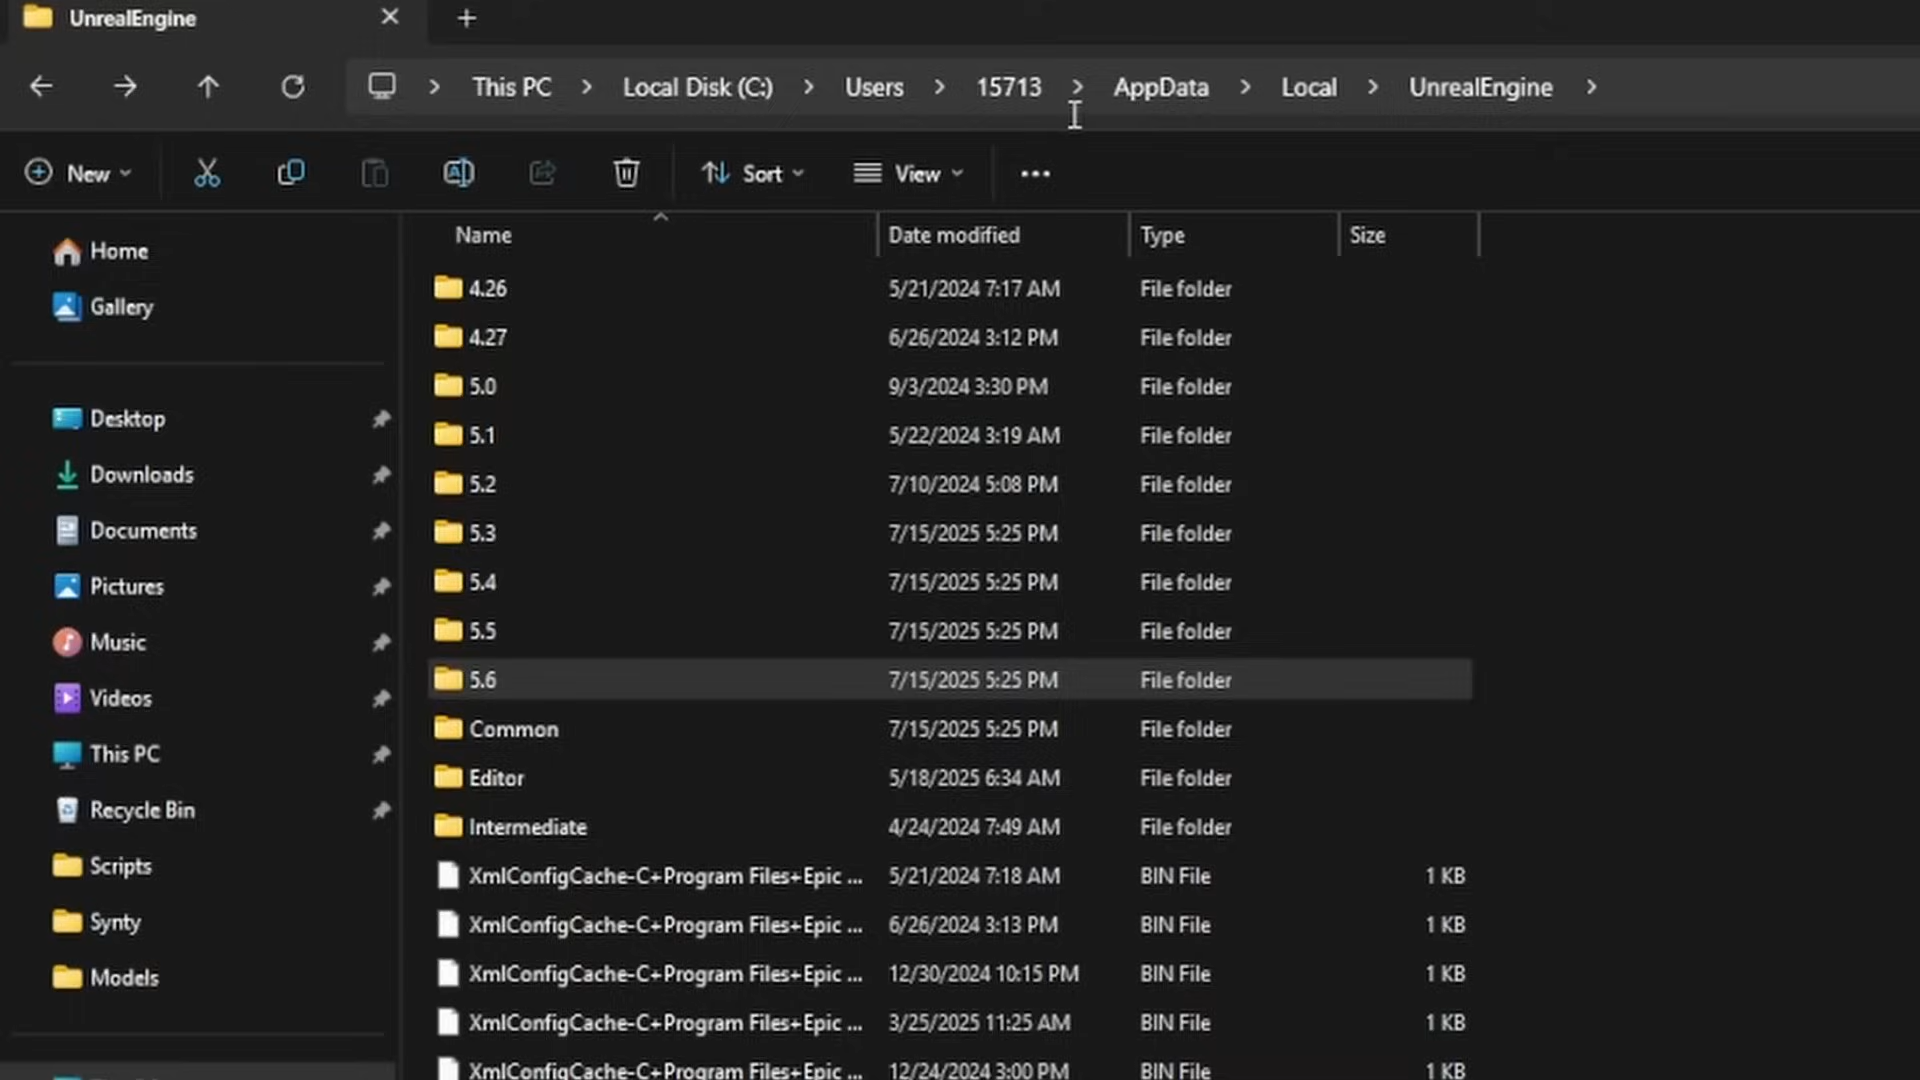 UnrealEngine
This PC > Local Disk (C:) > Users > 15713 > AppData > Local > UnrealEngine >
New Sort View ...
Name Date modified Type Size
Home
Gallery
Desktop
Downloads
Documents
Pictures
Music
Videos
This PC
Recycle Bin
Scripts
Synty
Models
4.26 5/21/2024 7:17 AM File folder
4.27 6/26/2024 3:12 PM File folder
5.0 9/3/2024 3:30 PM File folder
5.1 5/22/2024 3:19 AM File folder
5.2 7/10/2024 5:08 PM File folder
5.3 7/15/2025 5:25 PM File folder
5.4 7/15/2025 5:25 PM File folder
5.5 7/15/2025 5:25 PM File folder
5.6 7/15/2025 5:25 PM File folder
Common 7/15/2025 5:25 PM File folder
Editor 5/18/2025 6:34 AM File folder
Intermediate 4/24/2024 7:49 AM File folder
XmlConfigCache-C+Program Files+Epic ... 5/21/2024 7:18 AM BIN File 1 KB
XmlConfigCache-C+Program Files+Epic ... 6/26/2024 3:13 PM BIN File 1 KB
XmlConfigCache-C+Program Files+Epic ... 12/30/2024 10:15 PM BIN File 1 KB
XmlConfigCache-C+Program Files+Epic ... 3/25/2025 11:25 AM BIN File 1 KB
XmlConfigCache-C+Program Files+Epic ... 12/24/2024 3:00 PM BIN File 1 KB